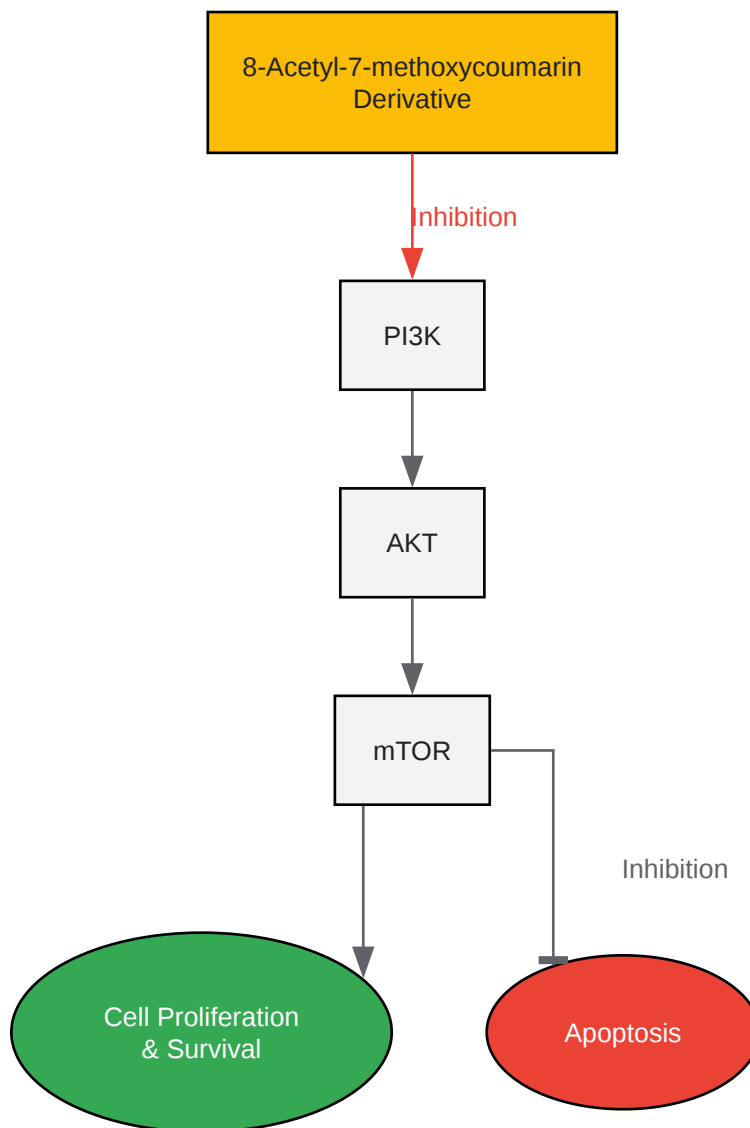 8-Acetyl-7-methoxycoumarin
Derivative
Inhibition
PI3K
AKT
mTOR
Inhibition
Cell Proliferation
& Survival
Apoptosis